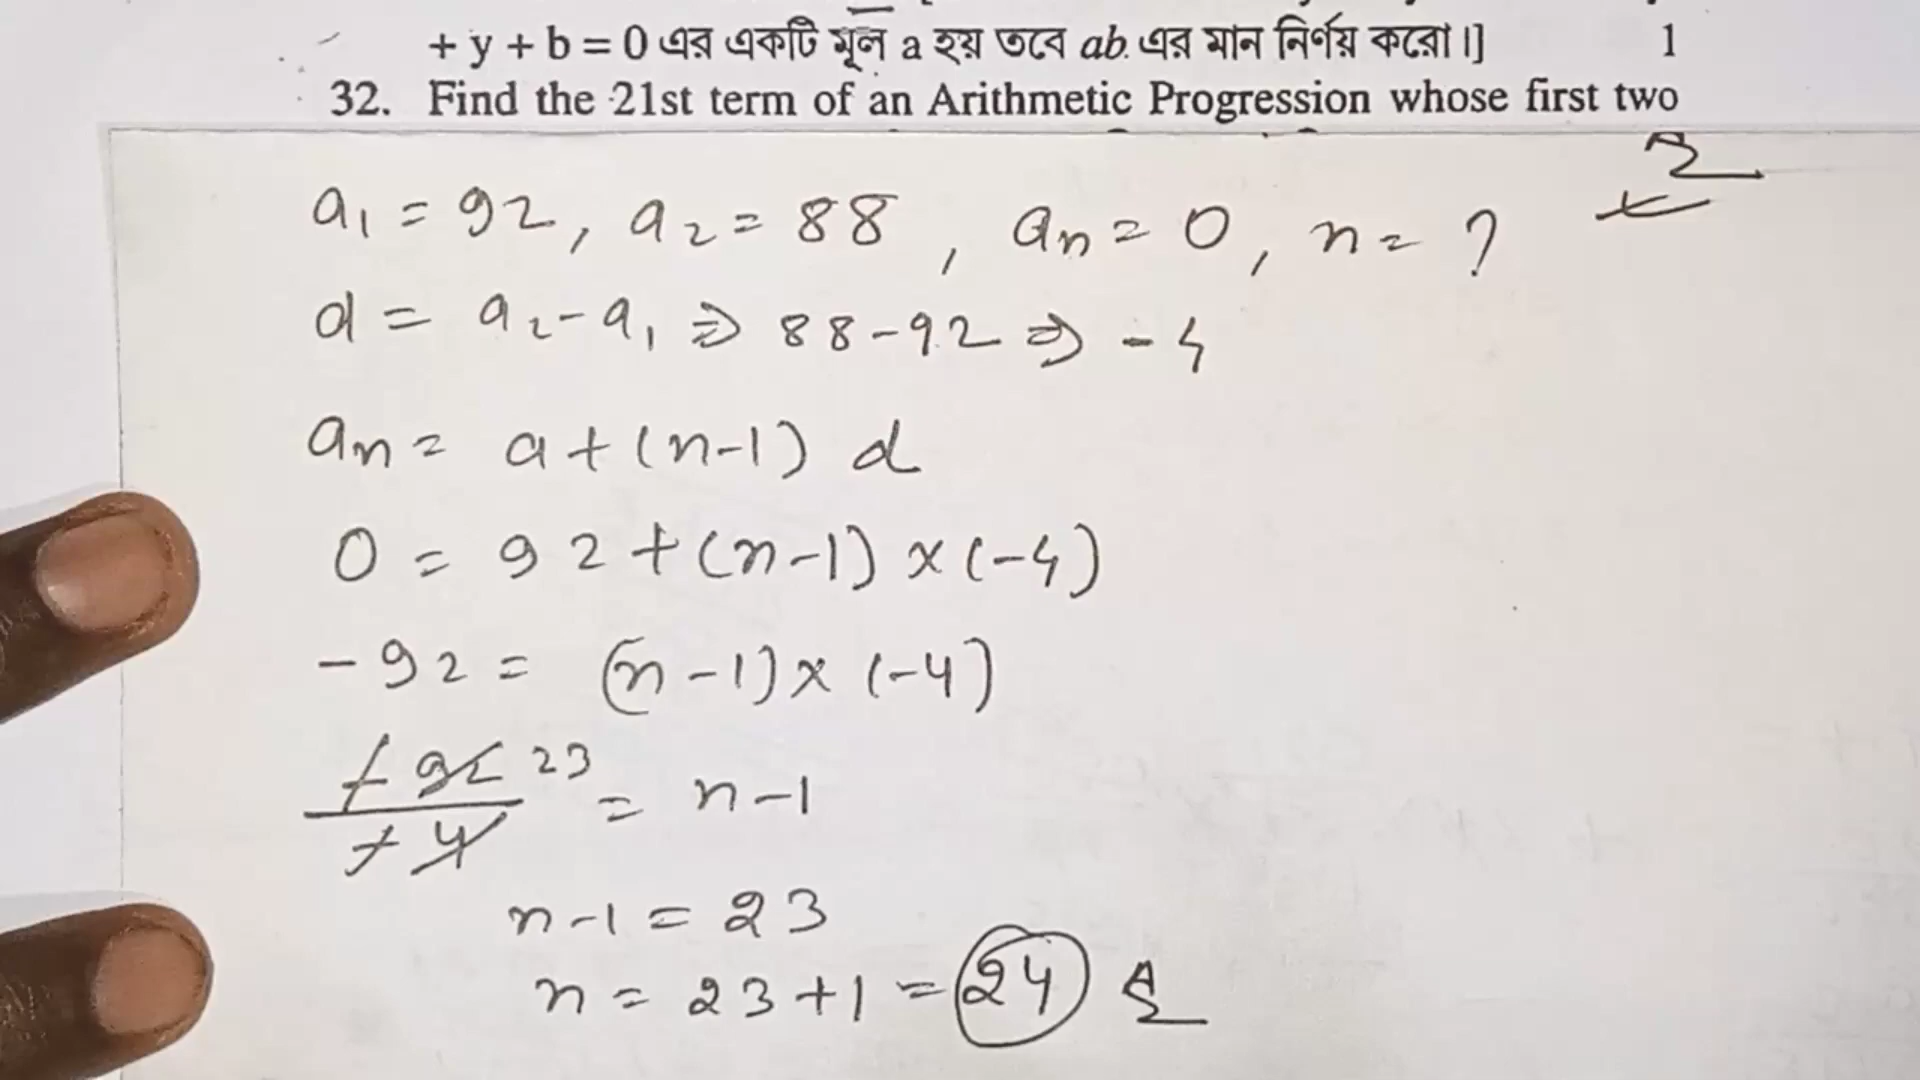 + y + b = 0 এর একটি মূল a হয় তবে ab. এর মান নির্ণয় করো।] 1
32. Find the 21st term of an Arithmetic Progression whose first two
a₁ = 92, a₂ = 88, aₙ = 0, n = ?
d = a₂ - a₁ ⇒ 88 - 92 ⇒ -4
aₙ = a + (n-1) d
0 = 92 + (n-1) × (-4)
-92 = (n-1) × (-4)
-92/-4 23 = n-1
n-1 = 23
n = 23+1 = 24